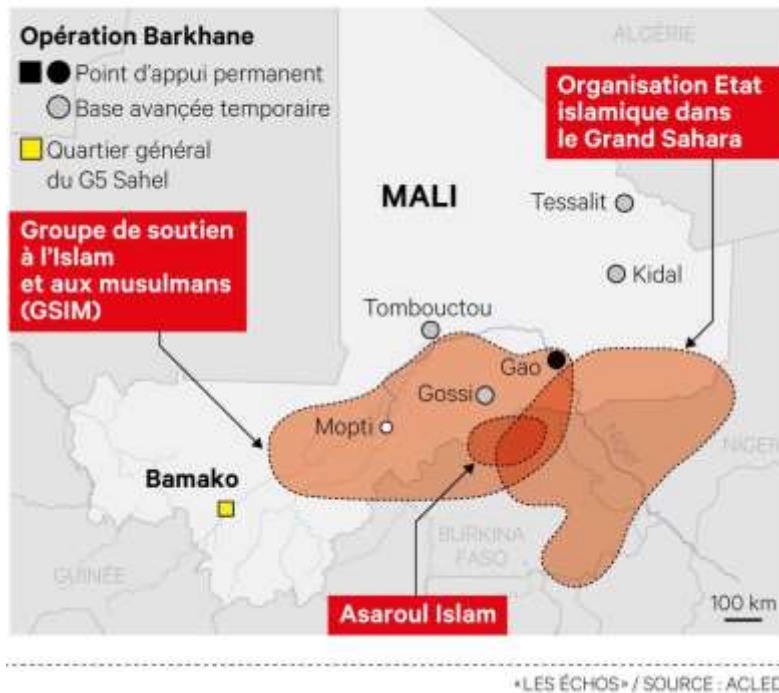 Opération Barkhane
Point d'appui permanent
Base avancée temporaire
Quartier général
du G5 Sahel
ALGÉRIE
Organisation Etat
islamique dans
le Grand Sahara
MALI
Tessalit
Groupe de soutien
à l'Islam
et aux musulmans
(GSIM)
Kidal
Tombouctou
Gao
Gossi
Mopti
Niger
NIGER
Bamako
BURKINA
FASO
GUINÉE
Asaroul Islam
100 km
«LES ÉCHOS» / SOURCE : ACLED